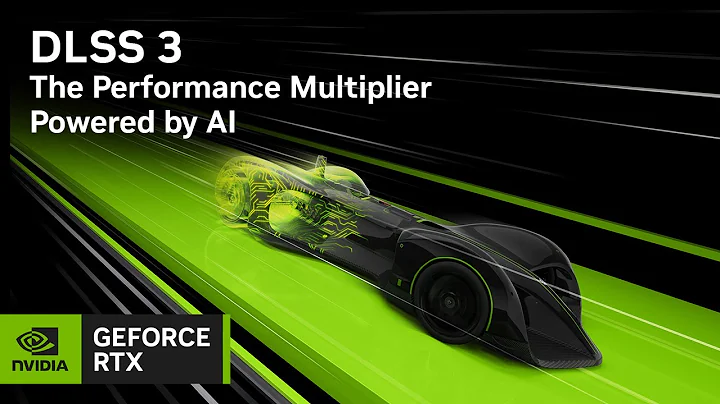 DLSS 3
The Performance Multiplier
Powered by AI
NVIDIA
GEFORCE
RTX